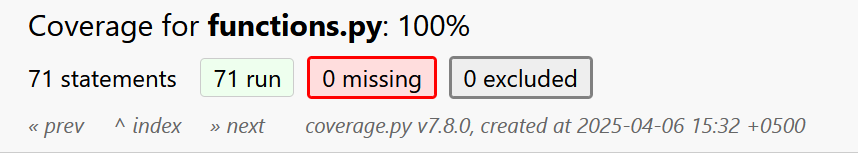 Coverage for functions.py: 100%
71 statements 71 run 0 missing 0 excluded
« prev ^ index » next coverage.py v7.8.0, created at 2025-04-06 15:32 +0500